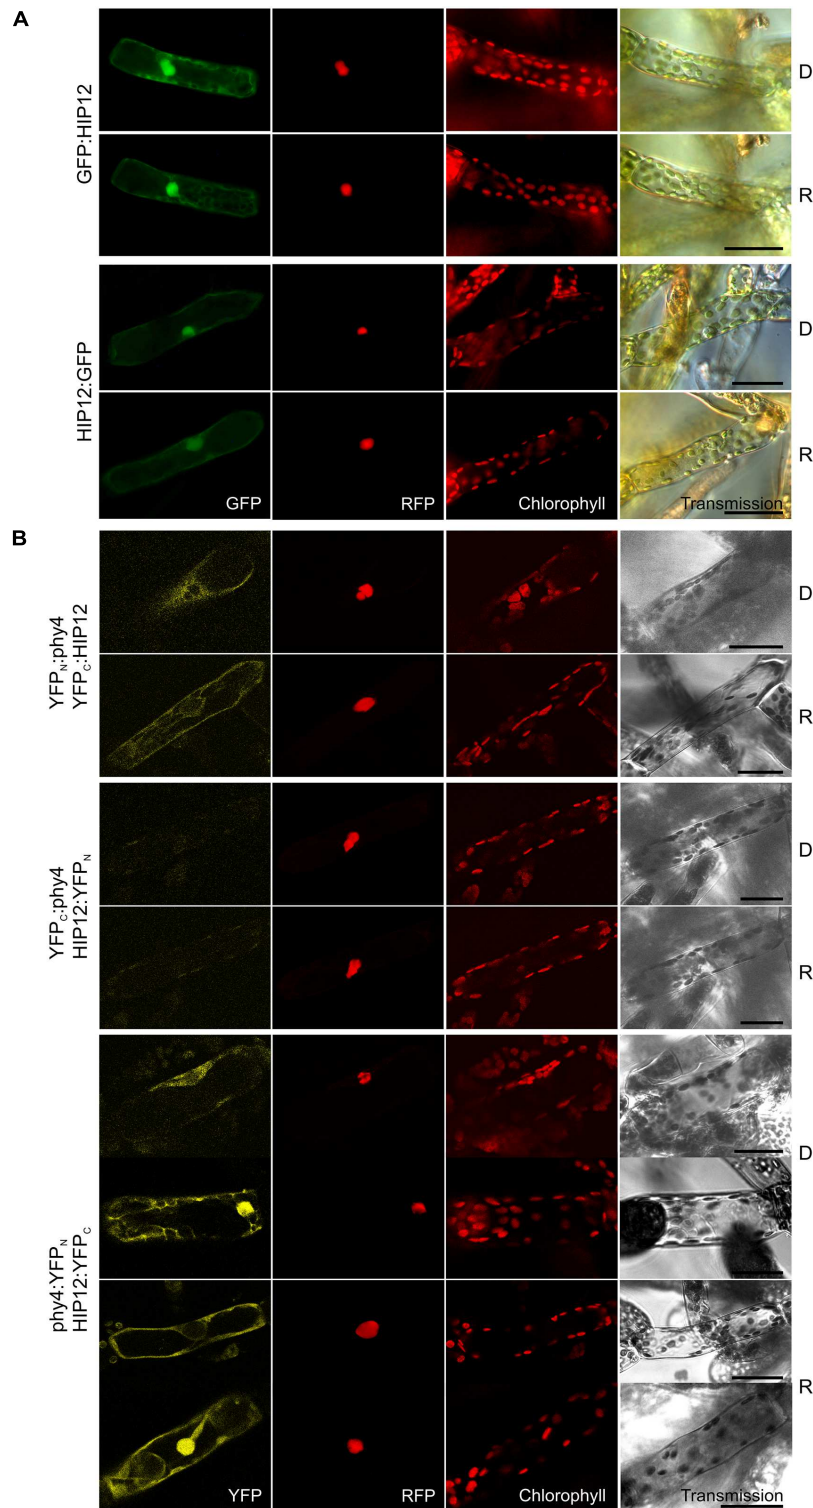 A
GFP:HIP12
D
R
HIP12:GFP
D
R
GFP
RFP
Chlorophyll
Transmission
B
YFPN:phy4
YFPC:HIP12
D
R
YFPC:phy4
HIP12:YFPN
D
R
phy4:YFPN
HIP12:YFPC
D
R
YFP
RFP
Chlorophyll
Transmission